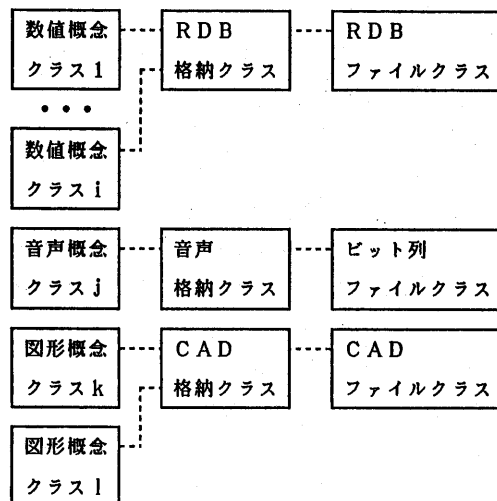 数値概念
クラス1
RDB
格納クラス
RDB
ファイルクラス
・・・
数値概念
クラスi
音声概念
クラスj
音声
格納クラス
ビット列
ファイルクラス
図形概念
クラスk
CAD
格納クラス
CAD
ファイルクラス
図形概念
クラスl